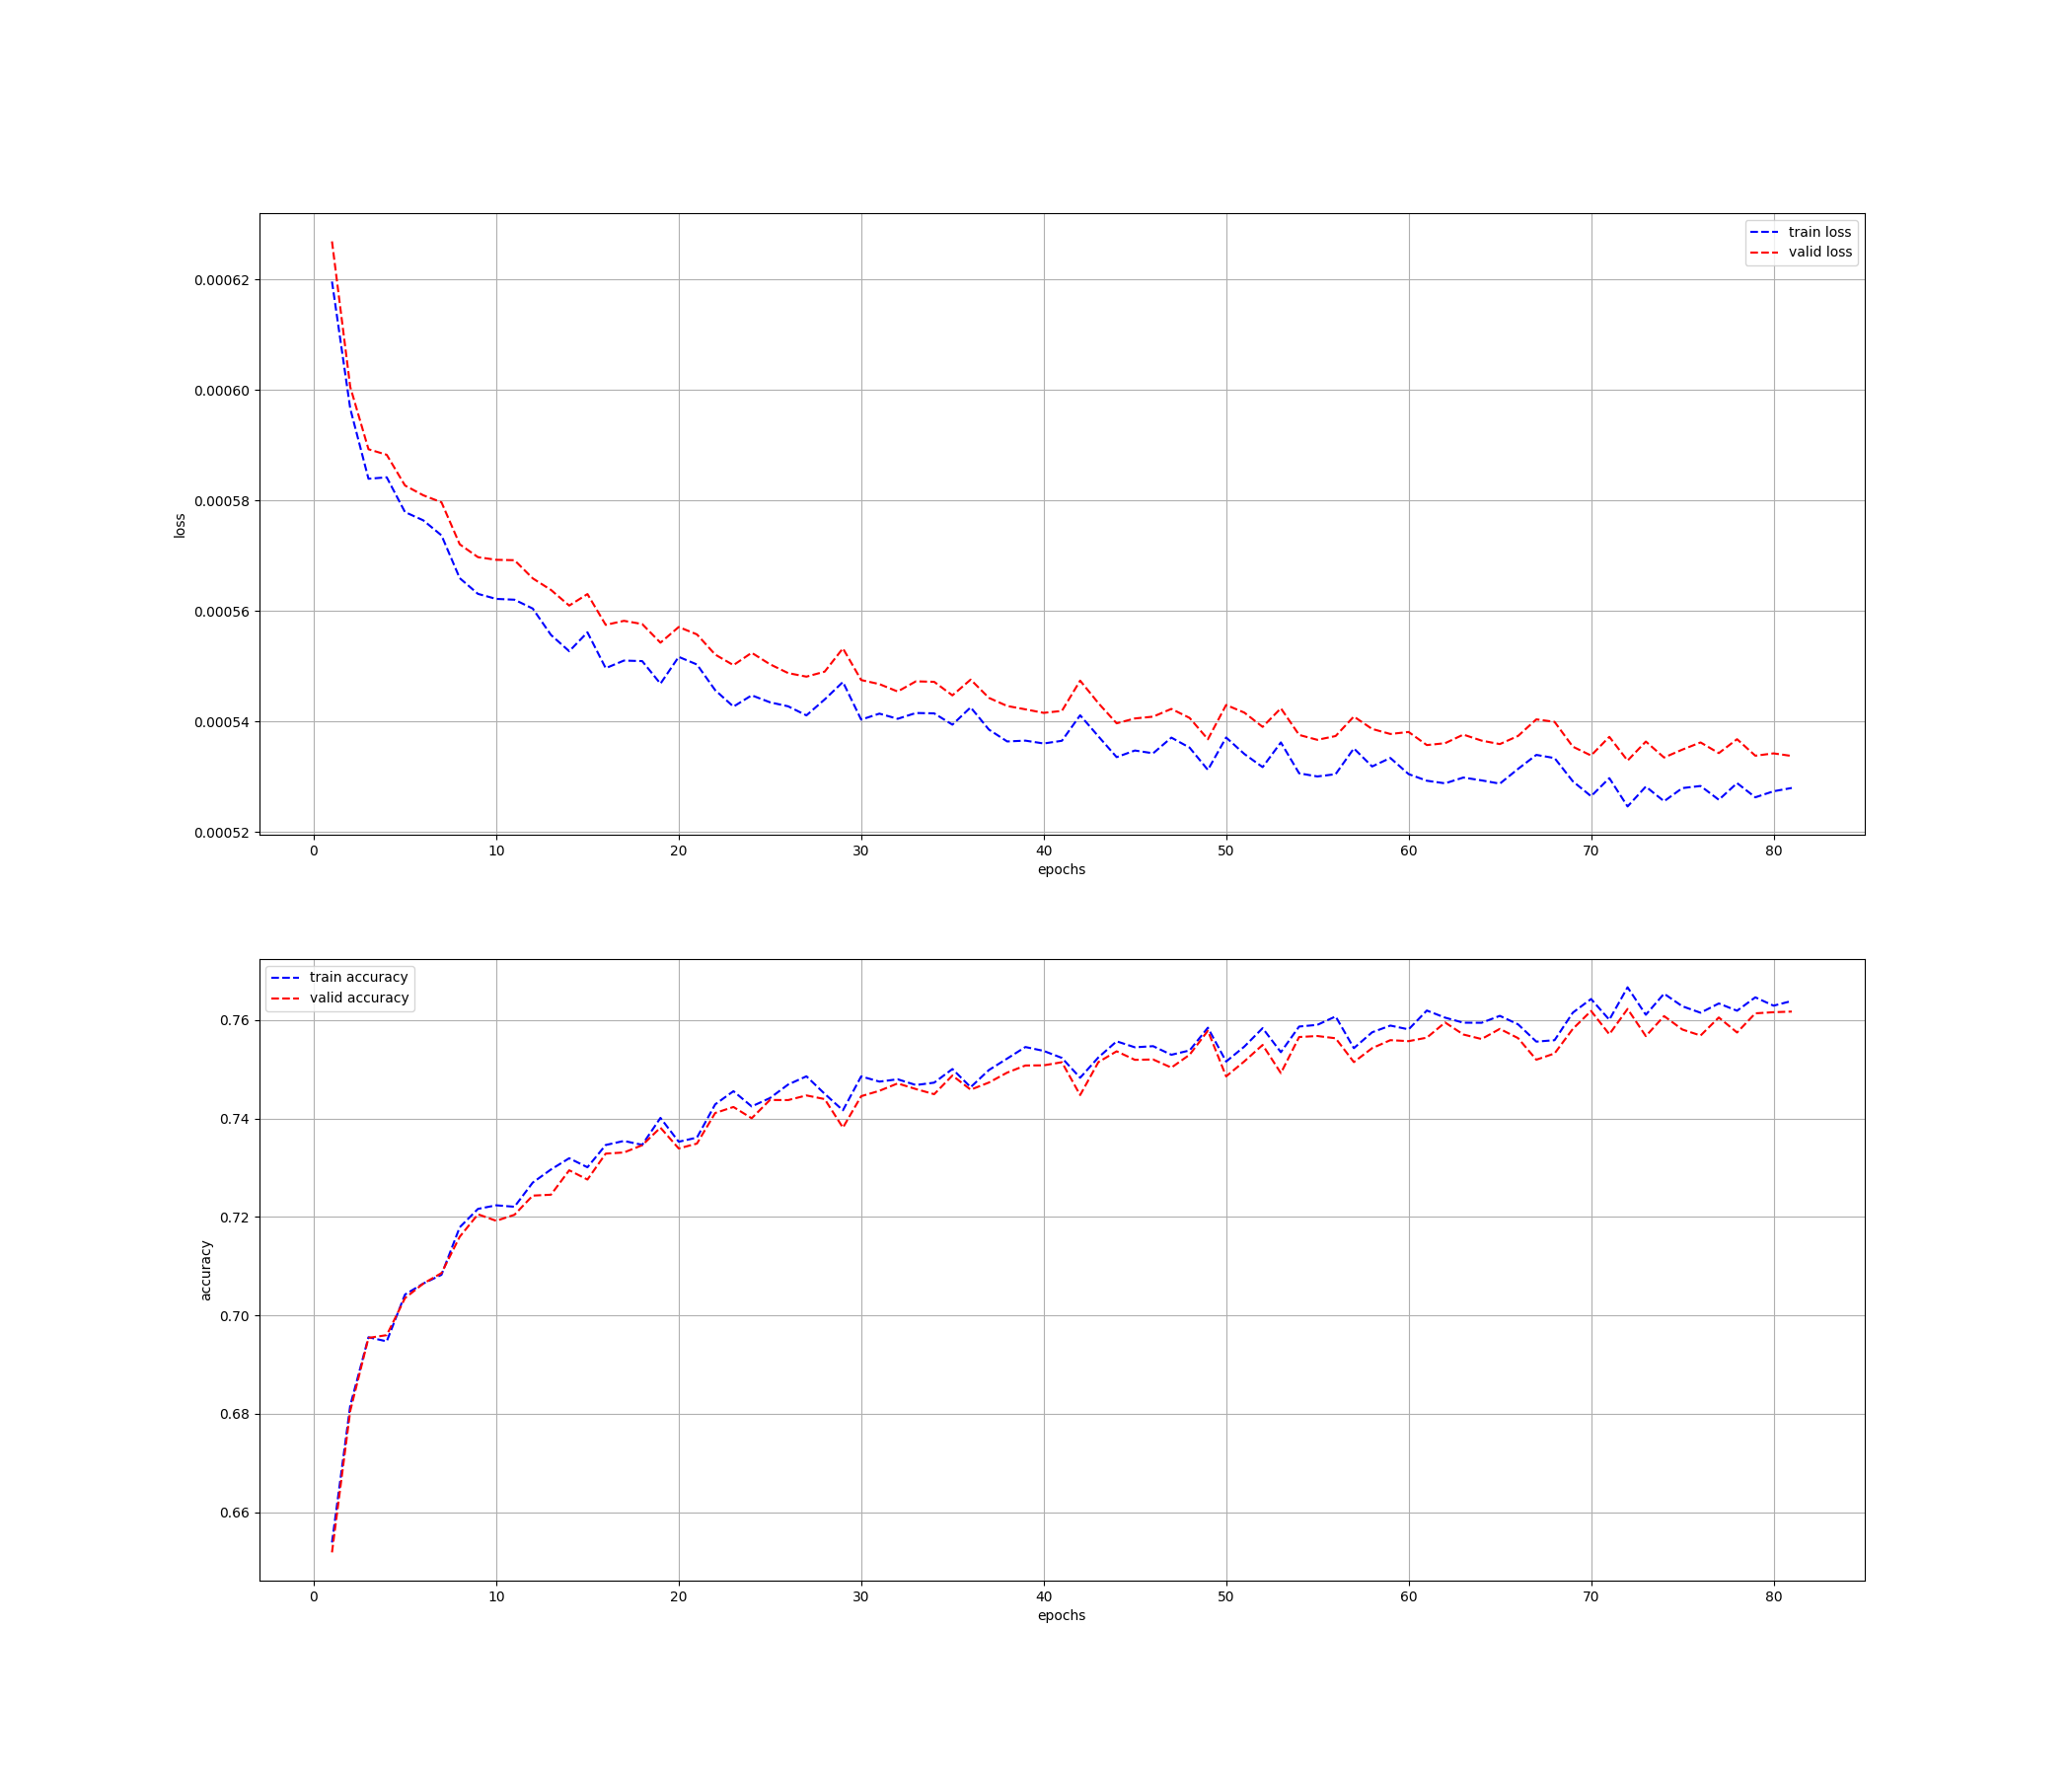 train loss
valid loss
0.00062
0.00060
0.00058
0.00056
0.00054
0.00052
loss
0 10 20 30 40 50 60 70 80
epochs
train accuracy
valid accuracy
0.76
0.74
0.72
0.70
0.68
0.66
accuracy
0 10 20 30 40 50 60 70 80
epochs